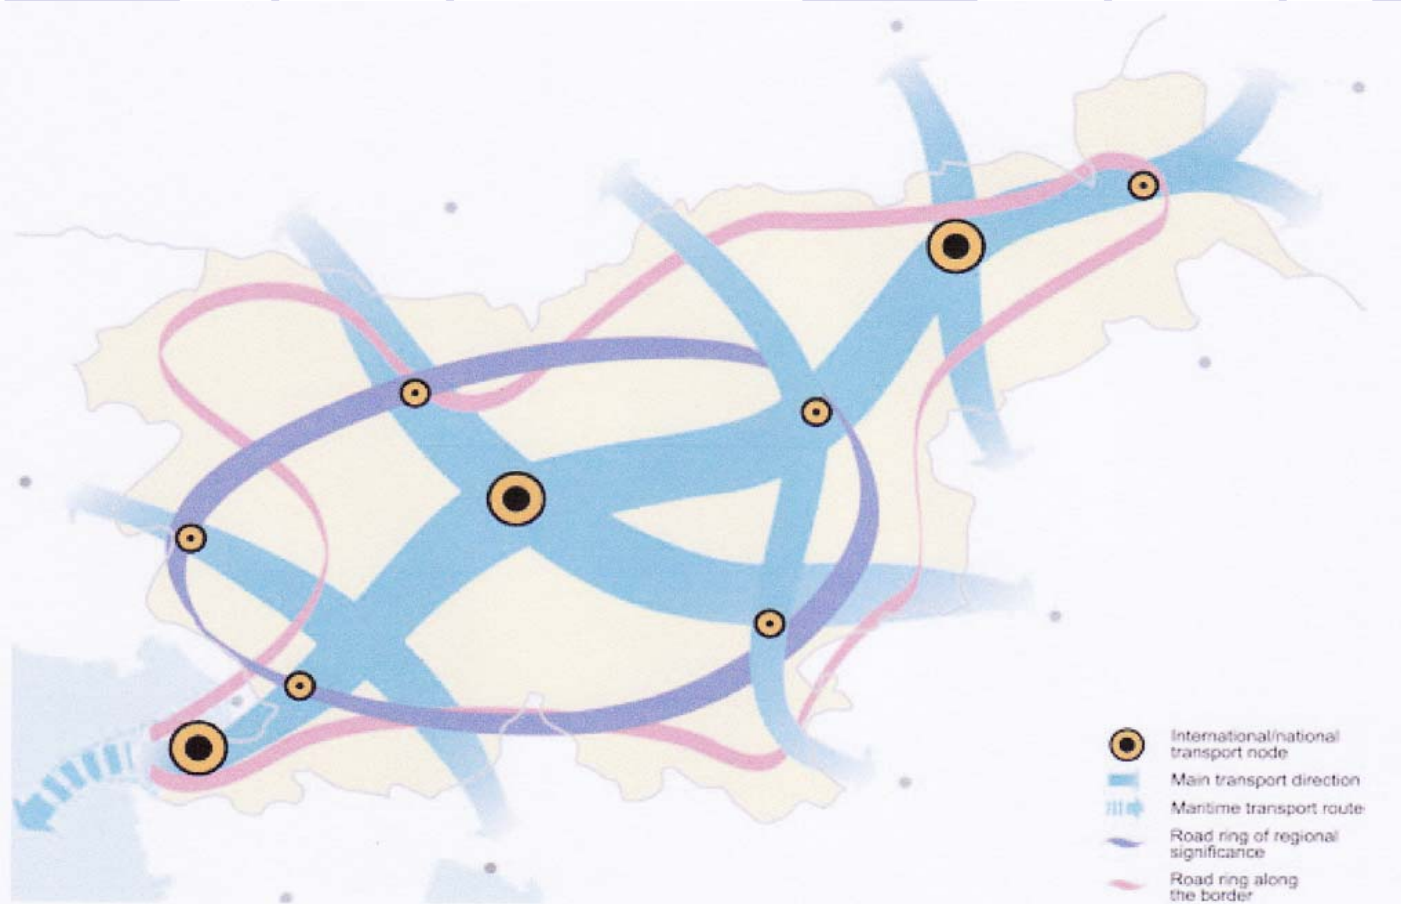 International/national
transport node
Main transport direction
Maritime transport route
Road ring of regional
significance
Road ring along
the border